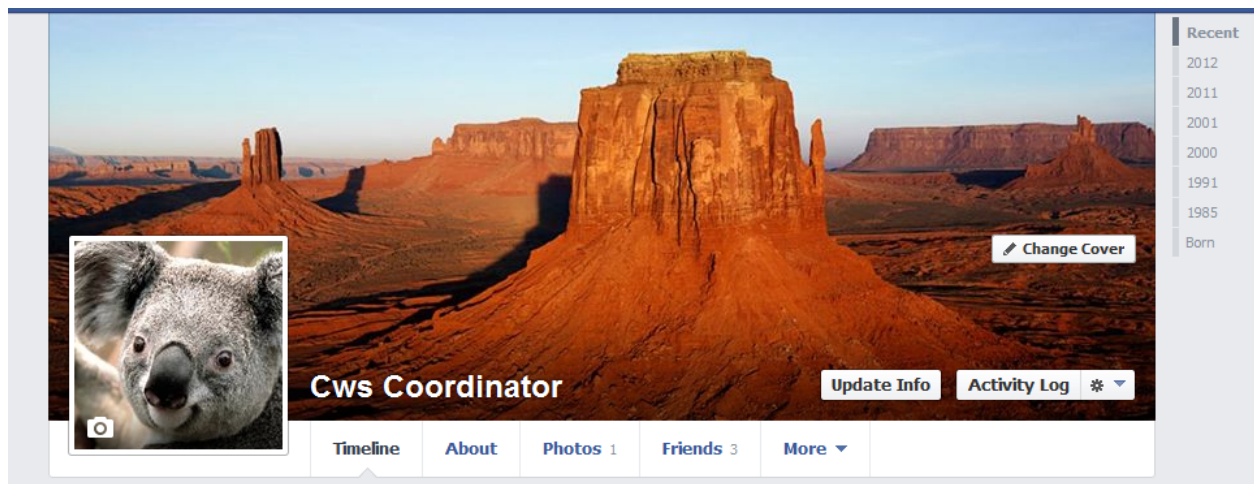 Recent
2012
2011
2001
2000
1991
1985
Born
Change Cover
Cws Coordinator
Update Info
Activity Log
Timeline
About
Photos 1
Friends 3
More